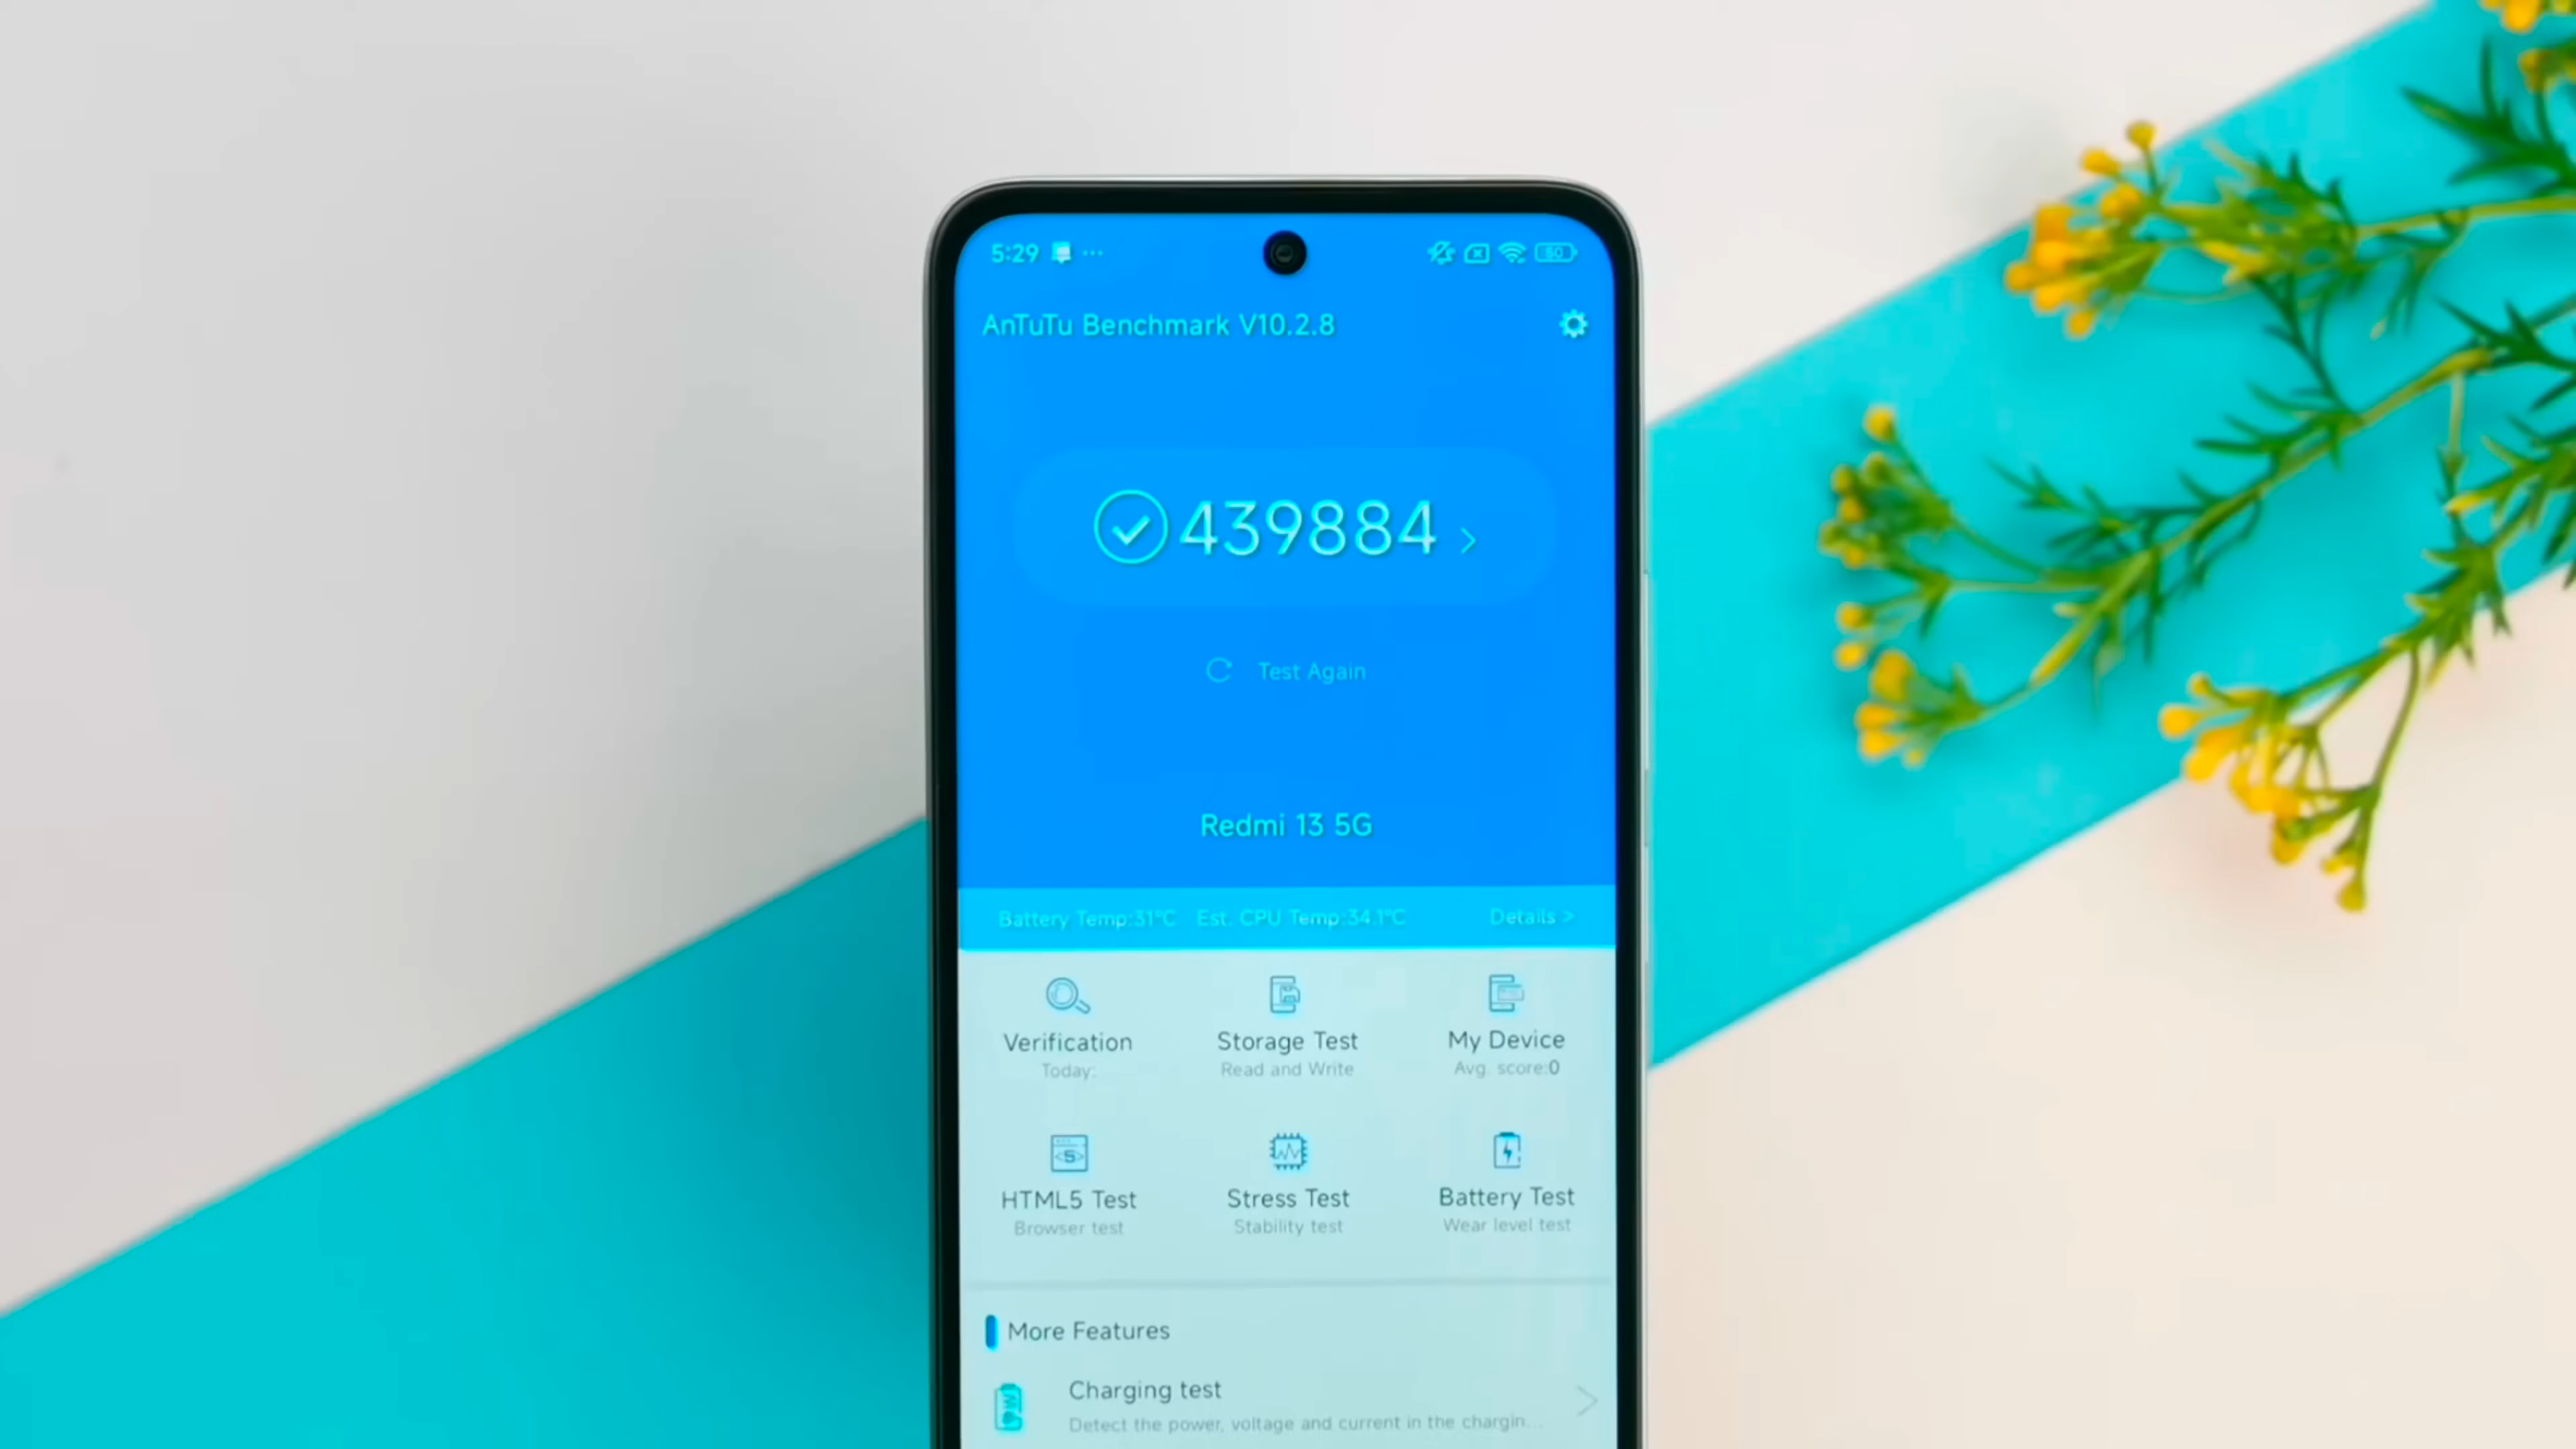 5:29 ... 50
AnTuTu Benchmark V10.2.8
439884 >
Test Again
Redmi 13 5G
Battery Temp:31°C Est. CPU Temp:34.1°C Details >
Verification Storage Test My Device
Today: Read and Write Avg. score:0
HTML5 Test Stress Test Battery Test
Browser test Stability test Wear level test
More Features
Charging test
Detect the power, voltage and current in the chargin...